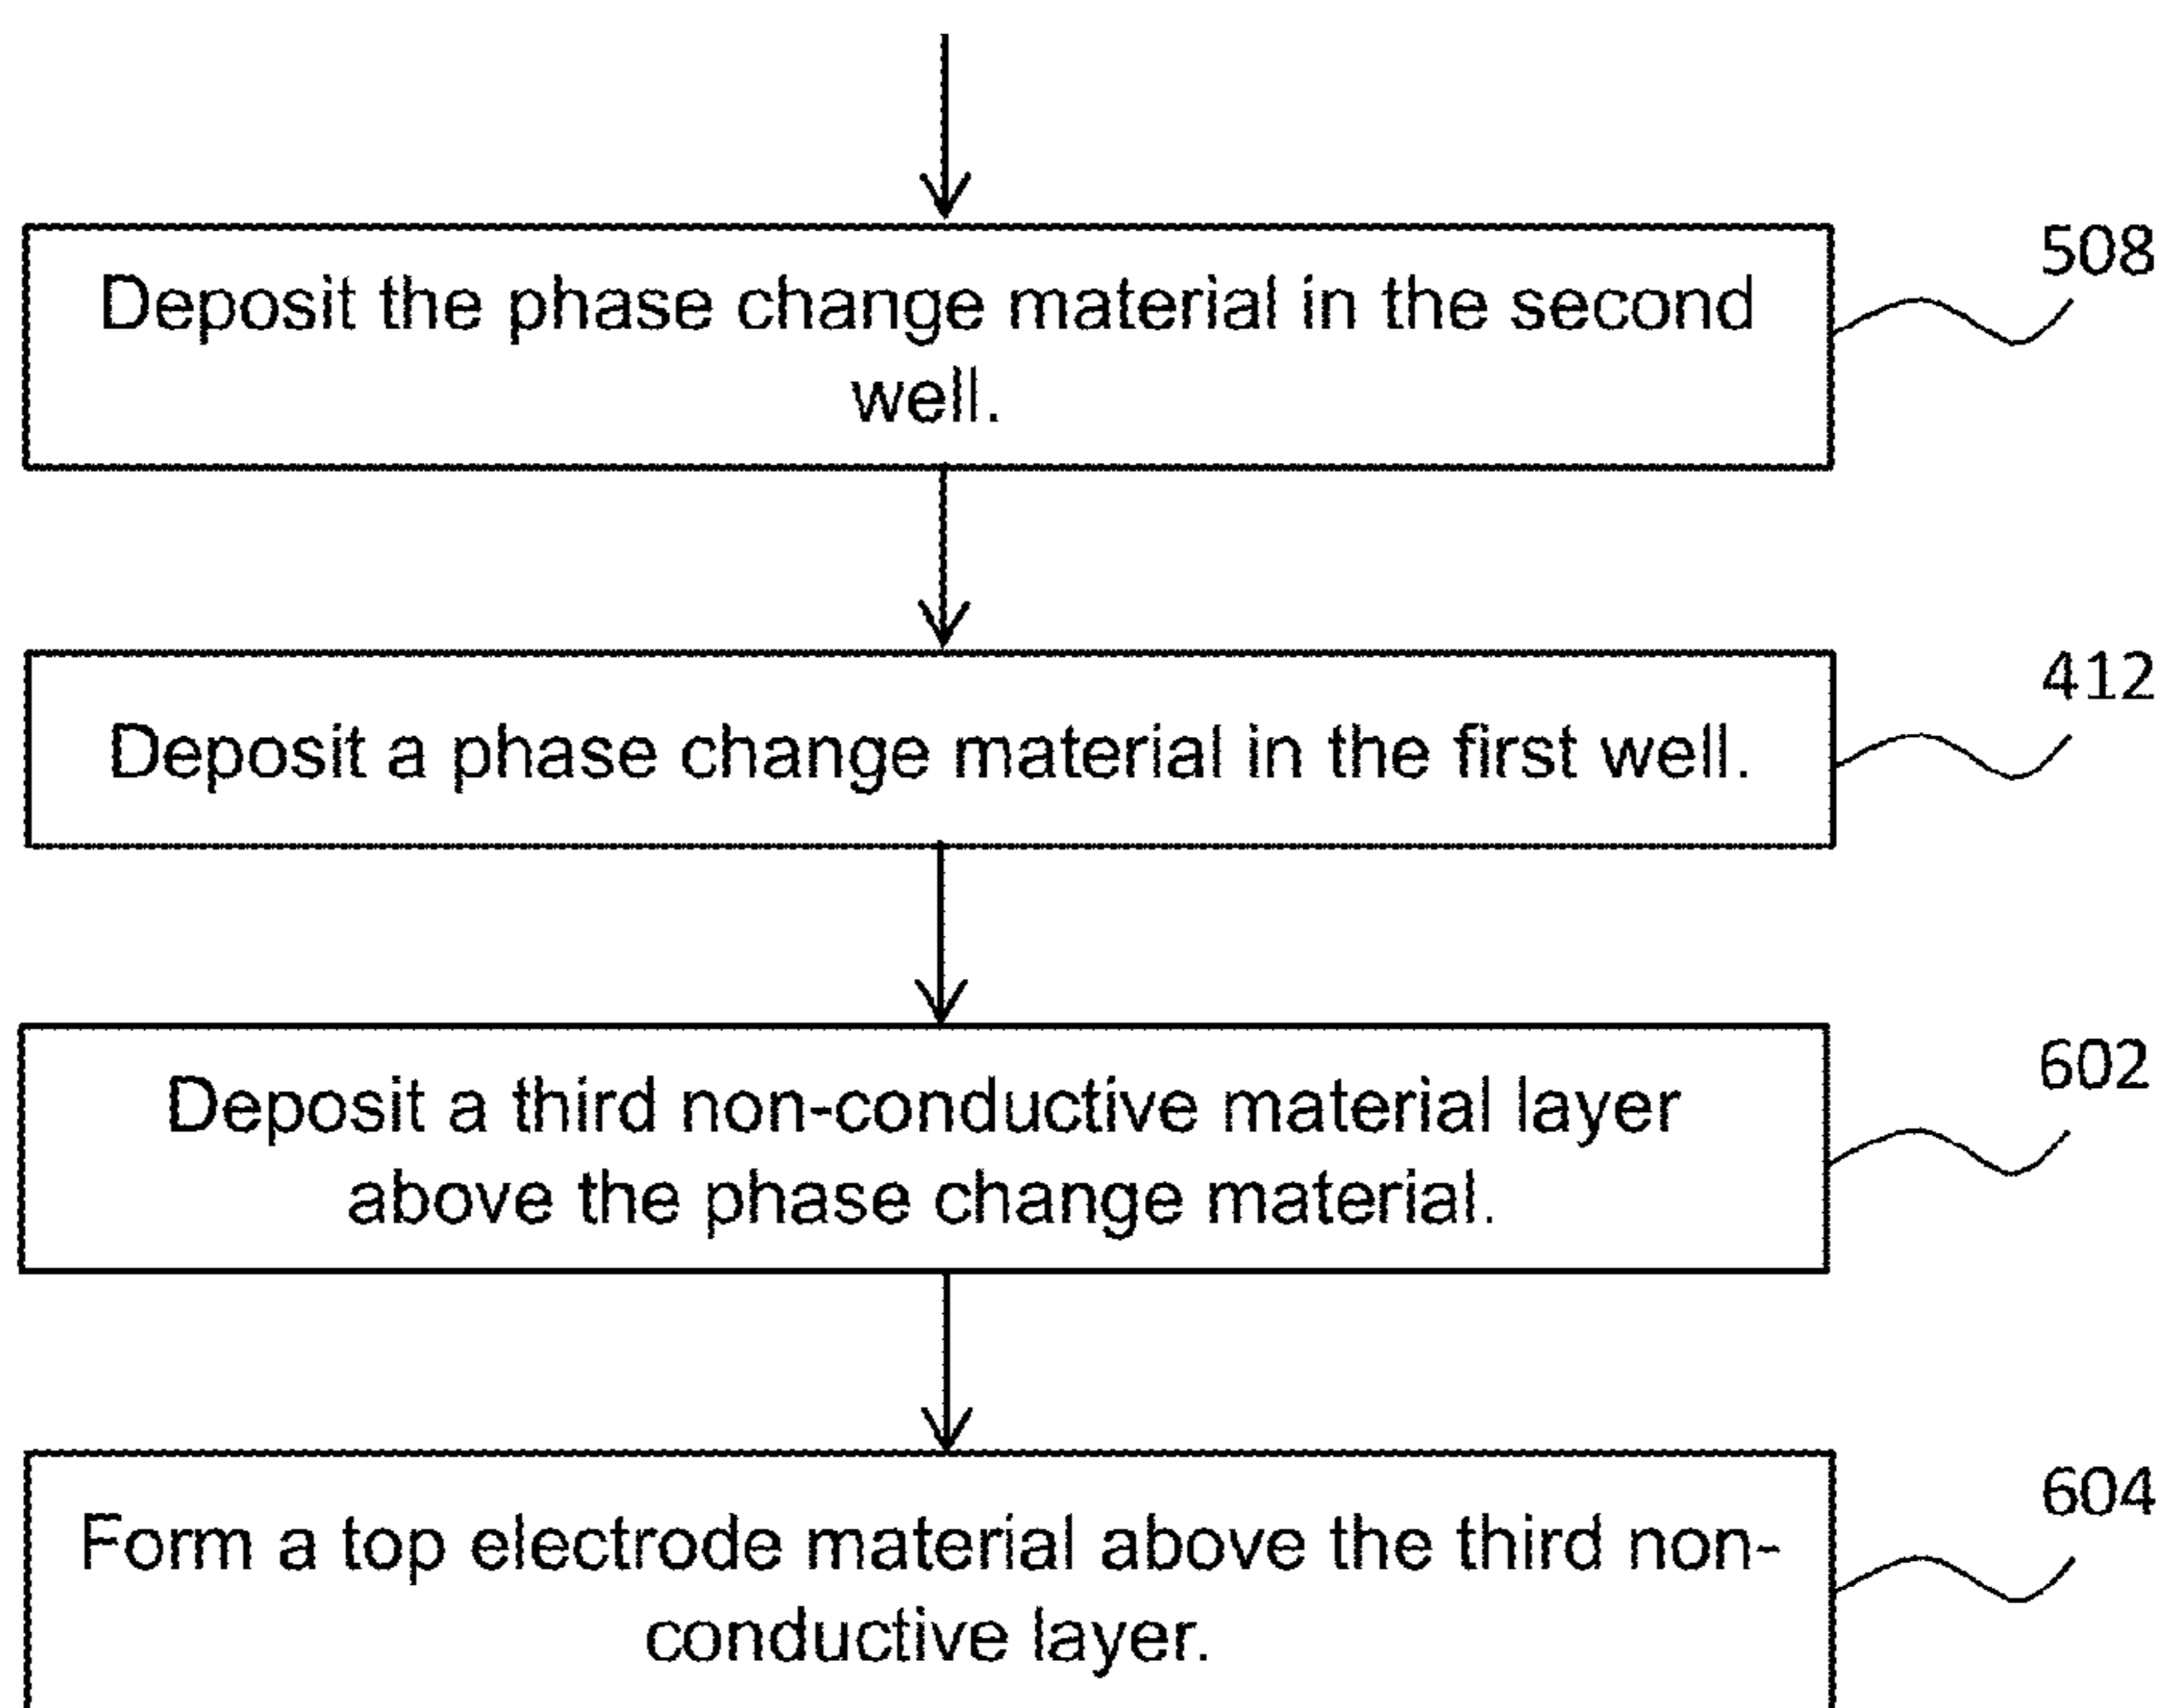 508
Deposit the phase change material in the second
well.
412
Deposit a phase change material in the first well.
602
Deposit a third non-conductive material layer
above the phase change material.
604
Form a top electrode material above the third non-
conductive layer.